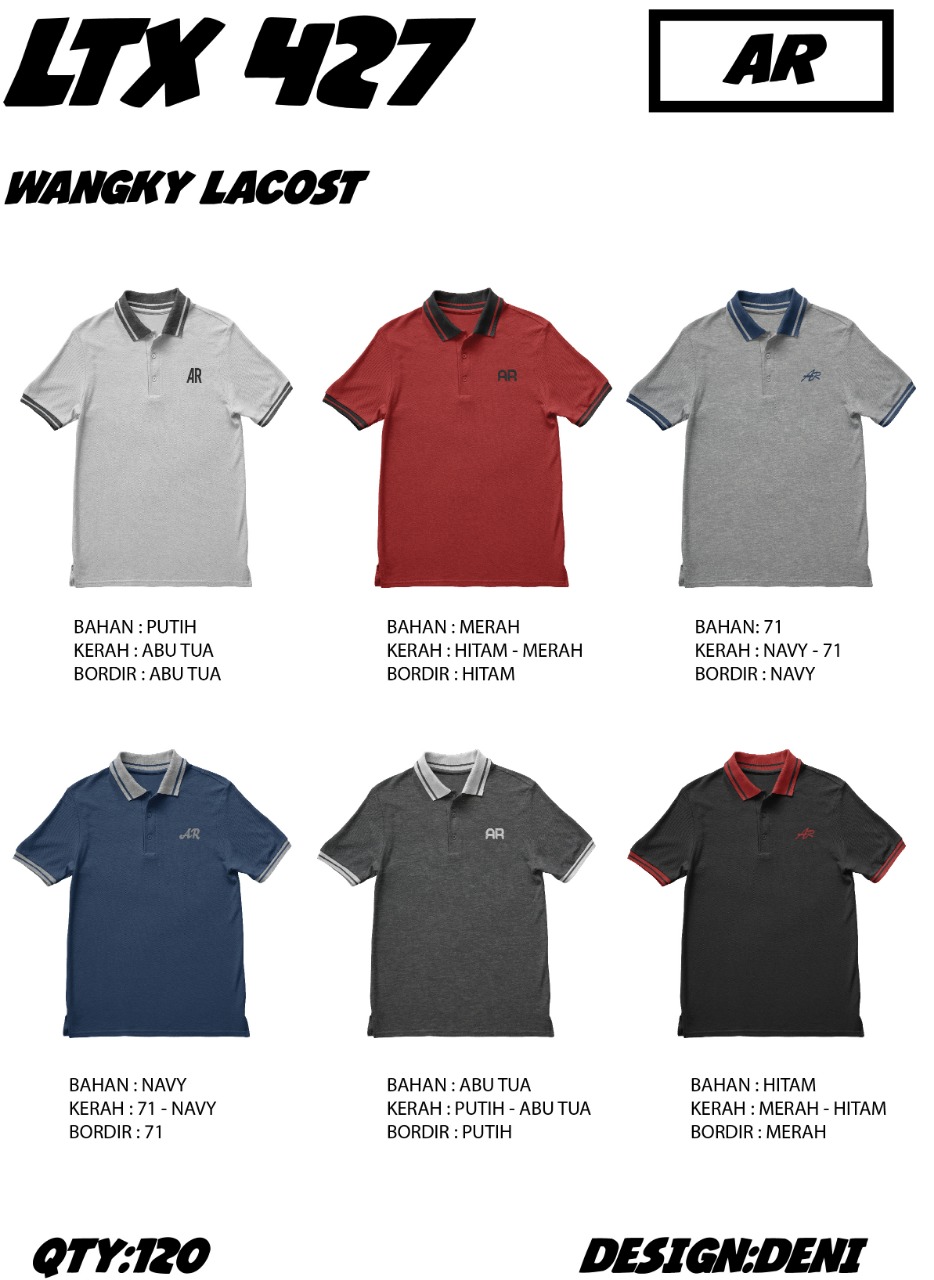 LTX 427
AR
WANGKY LACOST
AR
AR
AR
BAHAN : PUTIH
KERAH : ABU TUA
BORDIR : ABU TUA
BAHAN : MERAH
KERAH : HITAM - MERAH
BORDIR : HITAM
BAHAN: 71
KERAH : NAVY - 71
BORDIR : NAVY
AR
AR
AR
BAHAN : NAVY
KERAH : 71 - NAVY
BORDIR : 71
BAHAN : ABU TUA
KERAH : PUTIH - ABU TUA
BORDIR : PUTIH
BAHAN : HITAM
KERAH : MERAH - HITAM
BORDIR : MERAH
QTY:120
DESIGN:DENI